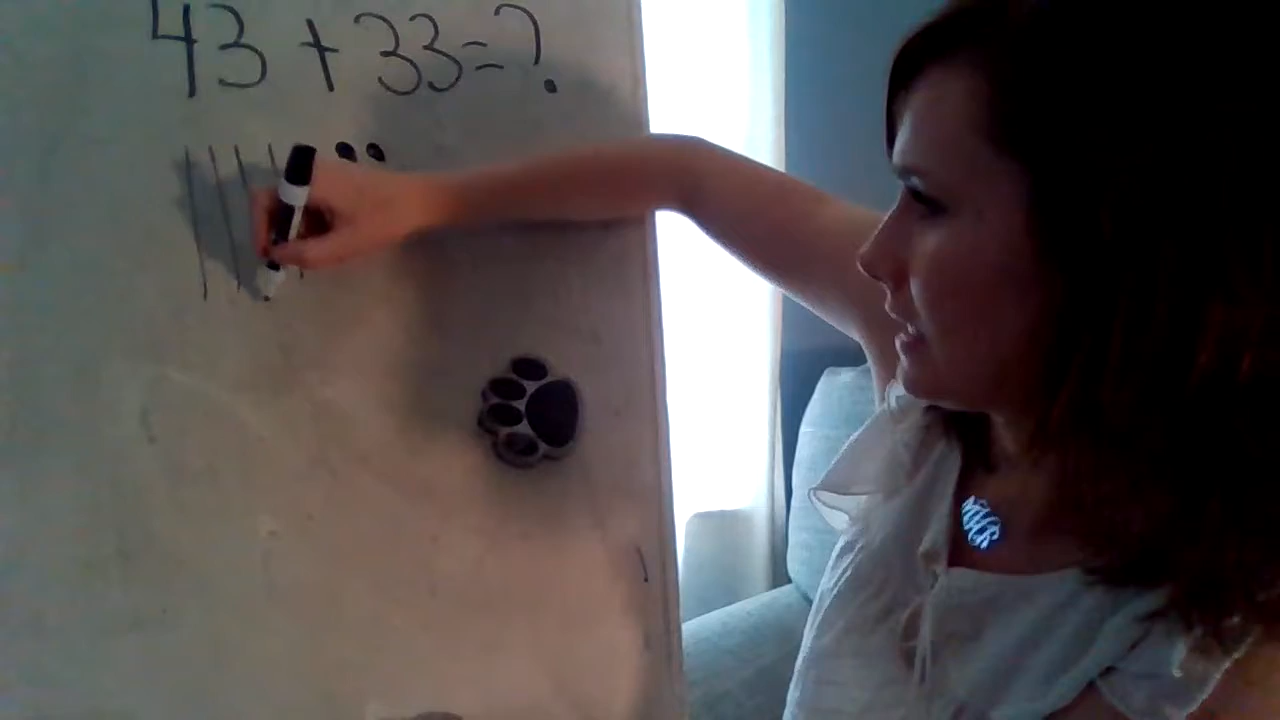 43 + 33 = ?